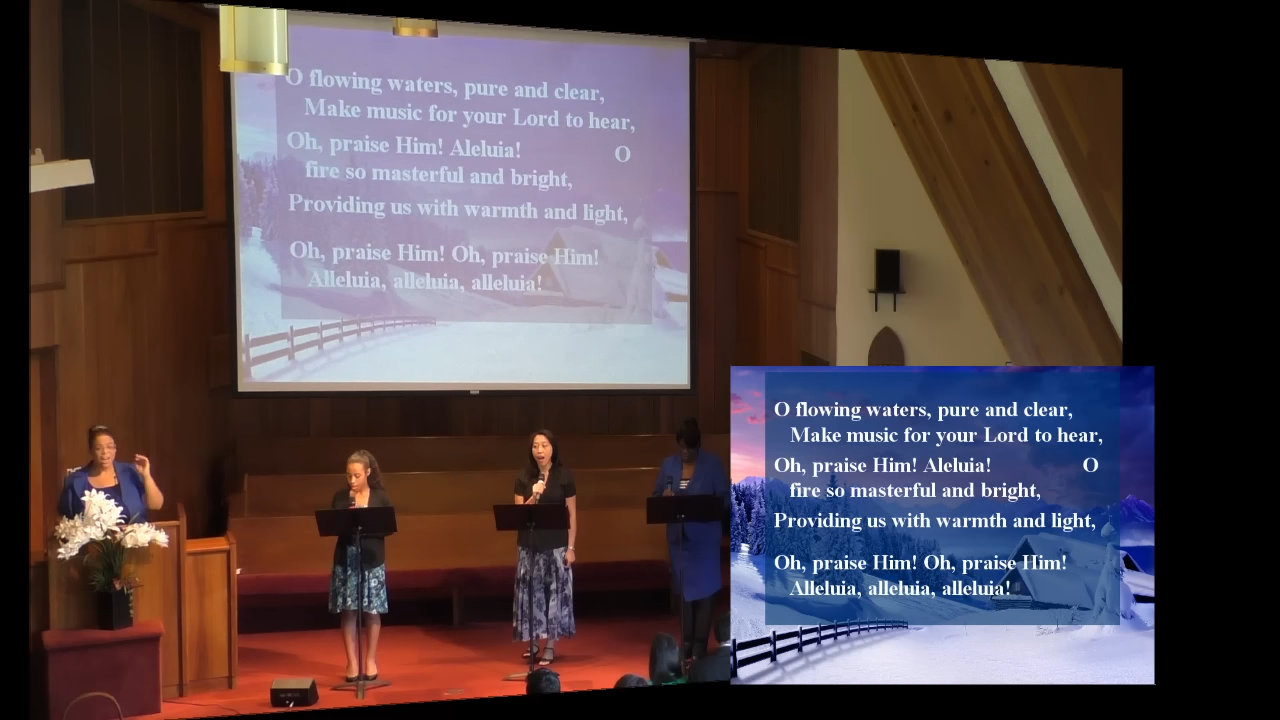 O flowing waters, pure and clear,
Make music for your Lord to hear,
Oh, praise Him! Aleluia! O
fire so masterful and bright,
Providing us with warmth and light,
Oh, praise Him! Oh, praise Him!
Alleluia, alleluia, alleluia!
O flowing waters, pure and clear,
Make music for your Lord to hear,
Oh, praise Him! Aleluia! O
fire so masterful and bright,
Providing us with warmth and light,
Oh, praise Him! Oh, praise Him!
Alleluia, alleluia, alleluia!